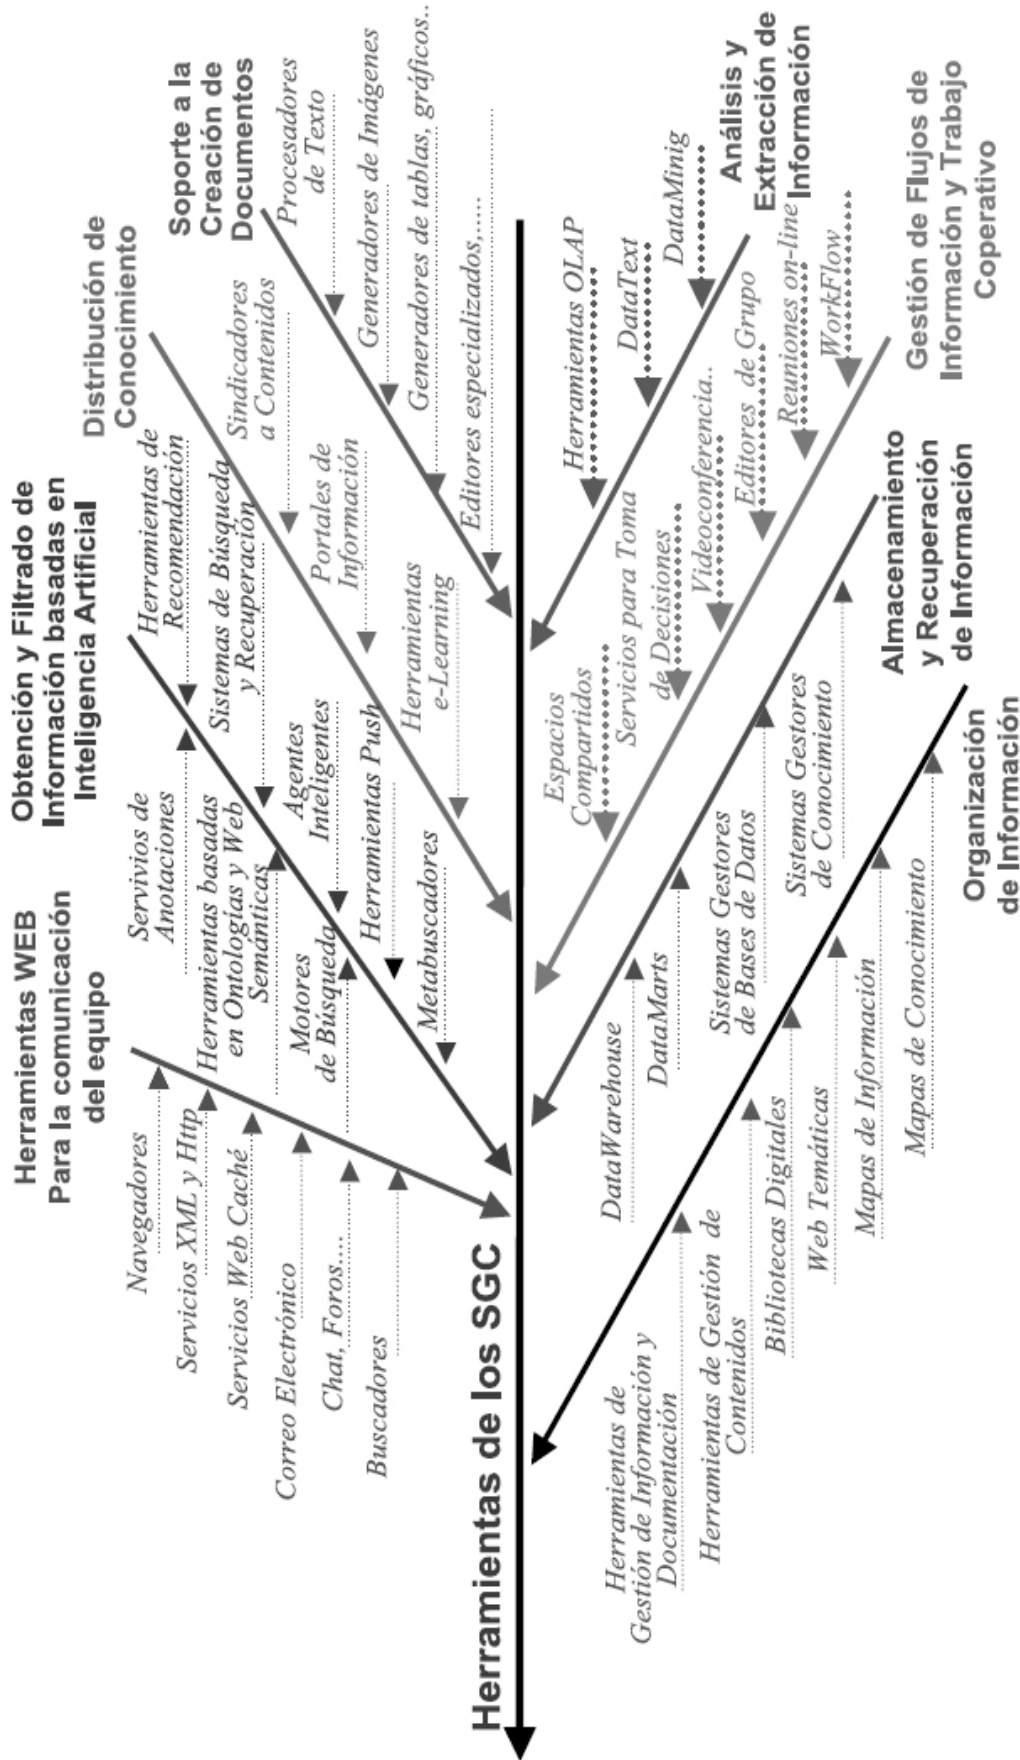 Herramientas WEB
Para la comunicación
del equipo
Navegadores
Servicios XML y Http
Servicios Web Caché
Correo Electrónico
Chat, Foros....
Buscadores
Obtención y Filtrado de
Información basadas en
Inteligencia Artificial
Servivios de
Anotaciones
Herramientas basadas
en Ontologías y Web
Semánticas
Motores
de Búsqueda
Herramientas de
Recomendación
Sistemas de Búsqueda
y Recuperación
Agentes
Inteligentes
Herramientas Push
Metabuscadores
Distribución de
Conocimiento
Sindicadores
a Contenidos
Portales de
Información
Herramientas
e-Learning
Soporte a la
Creación de
Documentos
Procesadores
de Texto
Generadores de Imágenes
Generadores de tablas, gráficos..
Editores especializados,....
Herramientas de los SGC
Herramientas de
Gestión de Información y
Documentación
Herramientas de Gestión de
Contenidos
Bibliotecas Digitales
Web Temáticas
Mapas de Información
Mapas de Conocimiento
Organización
de Información
DataWarehouse
DataMarts
Sistemas Gestores
de Bases de Datos
Sistemas Gestores
de Conocimiento
Almacenamiento
y Recuperación
de Información
Espacios
Compartidos
Servicios para Toma
de Decisiones
Videoconferencia..
Editores de Grupo
Reuniones on-line
WorkFlow
Gestión de Flujos de
Información y Trabajo
Coperativo
Herramientas OLAP
DataText
DataMinig
Análisis y
Extracción de
Información